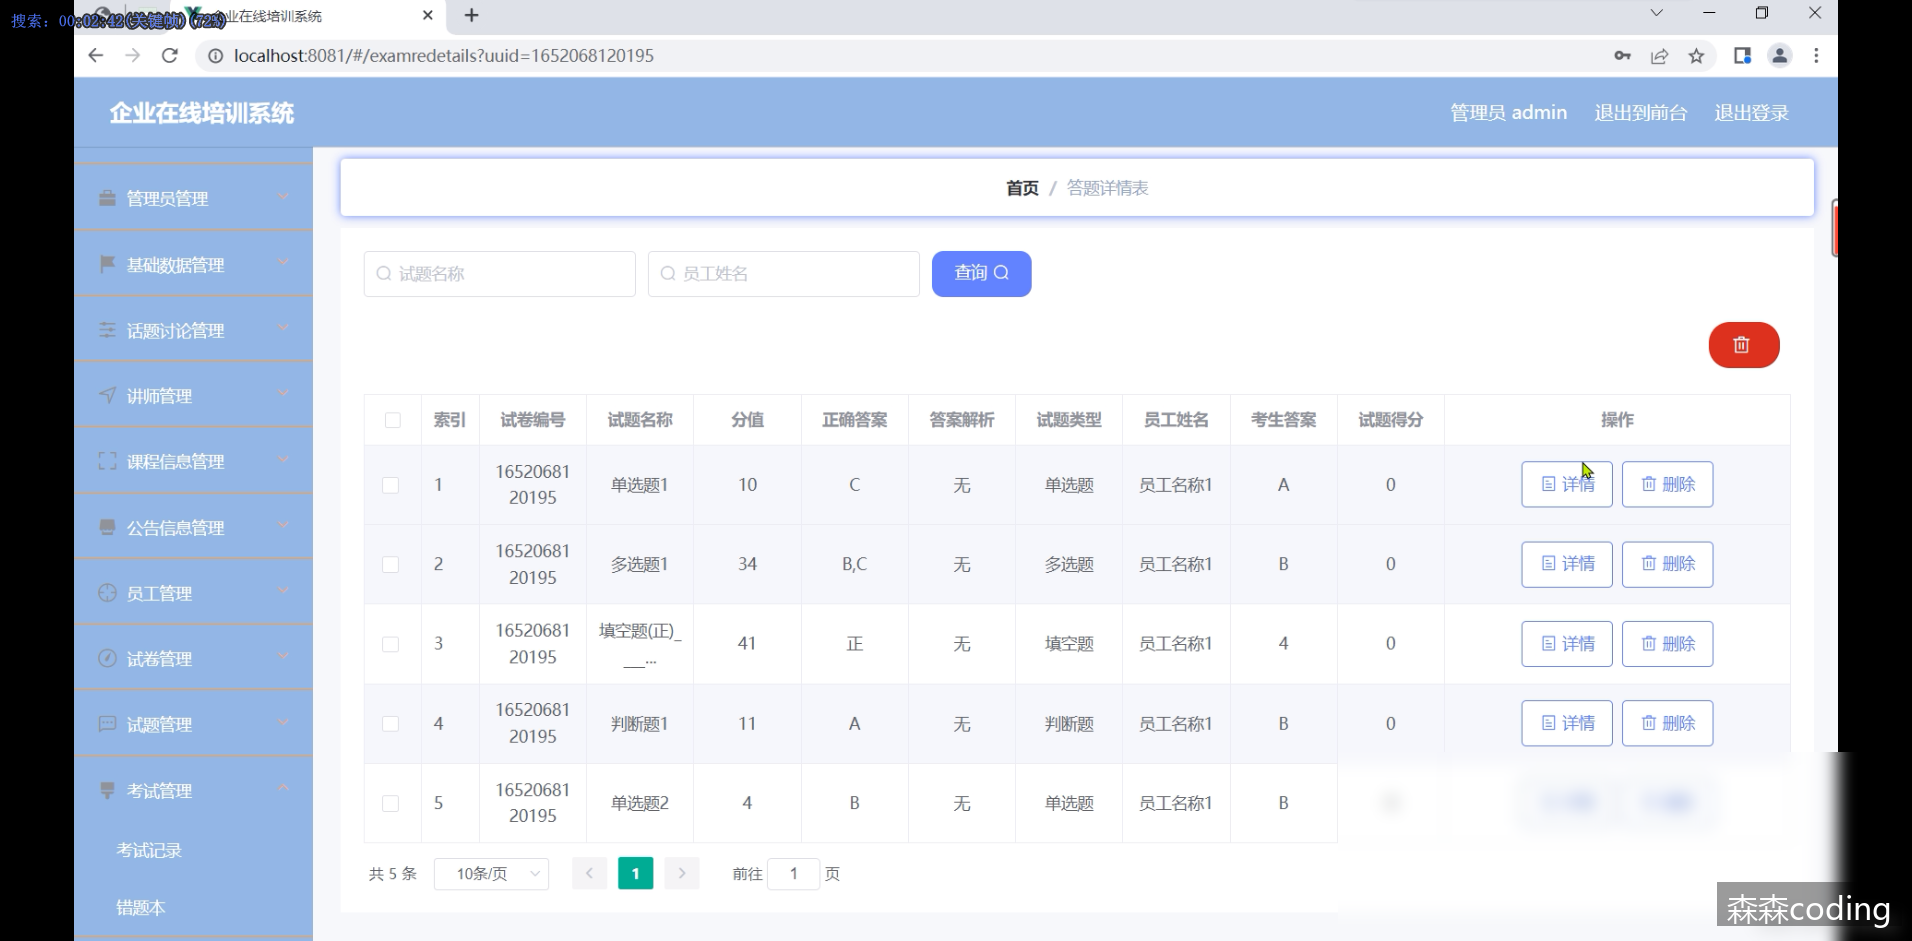 搜索: 00:02:42(关键帧)(72%)
企业在线培训系统
localhost:8081/#/examredetails?uuid=1652068120195
企业在线培训系统
管理员 admin 退出到前台 退出登录
管理员管理
基础数据管理
话题讨论管理
讲师管理
课程信息管理
公告信息管理
员工管理
试卷管理
试题管理
考试管理
考试记录
错题本
首页 / 答题详情表
试题名称 员工姓名 查询
索引 试卷编号 试题名称 分值 正确答案 答案解析 试题类型 员工姓名 考生答案 试题得分 操作
1 16520681 20195 单选题1 10 C 无 单选题 员工名称1 A 0 详情 删除
2 16520681 20195 多选题1 34 B,C 无 多选题 员工名称1 B 0 详情 删除
3 16520681 20195 填空题(正)_ __... 41 正 无 填空题 员工名称1 4 0 详情 删除
4 16520681 20195 判断题1 11 A 无 判断题 员工名称1 B 0 详情 删除
5 16520681 20195 单选题2 4 B 无 单选题 员工名称1 B
共 5 条 10条/页 1 前往 1 页
森森coding